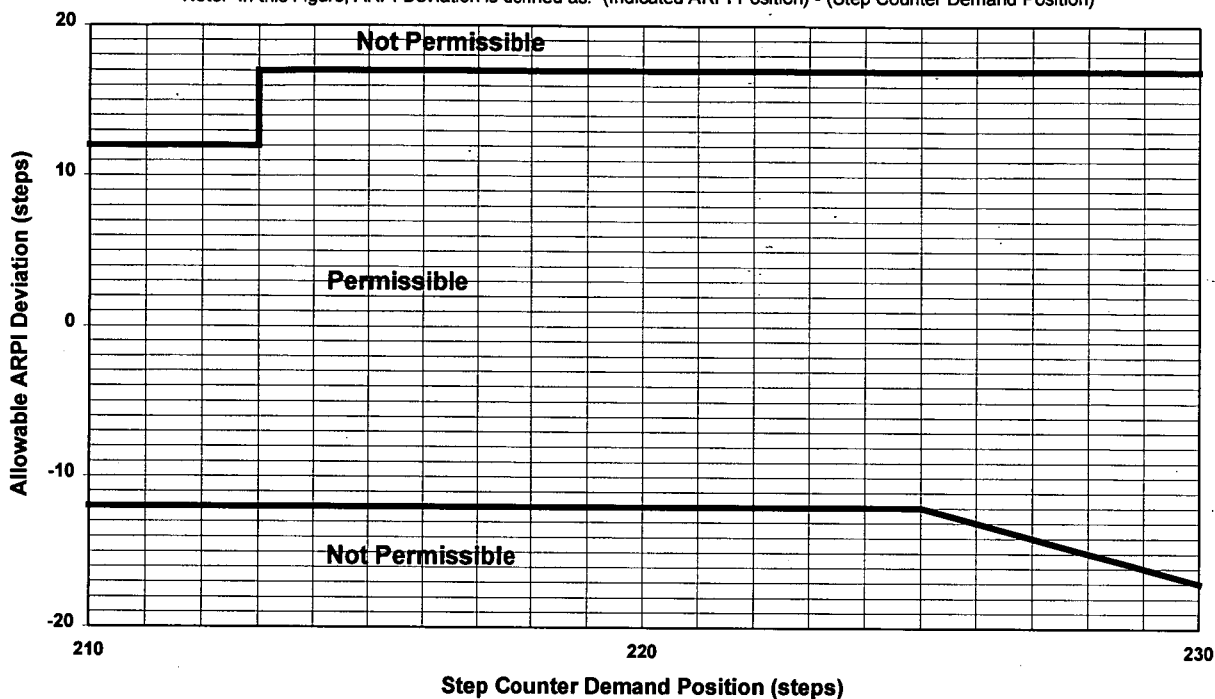 Note: In this Figure, ARPI Deviation is defined as: (Indicated ARPI Position) - (Step Counter Demand Position)
20
Not Permissible
10
Permissible
0
-10
Not Permissible
-20
210
220
230
Allowable ARPI Deviation (steps)
Step Counter Demand Position (steps)